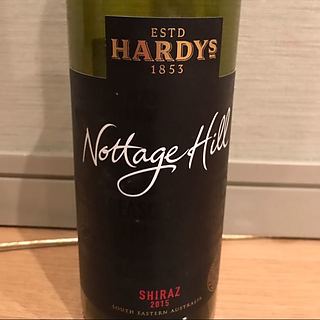 ESTD
HARDYS
1853
Nottage Hill
SHIRAZ
2015
SOUTH EASTERN AUSTRALIA